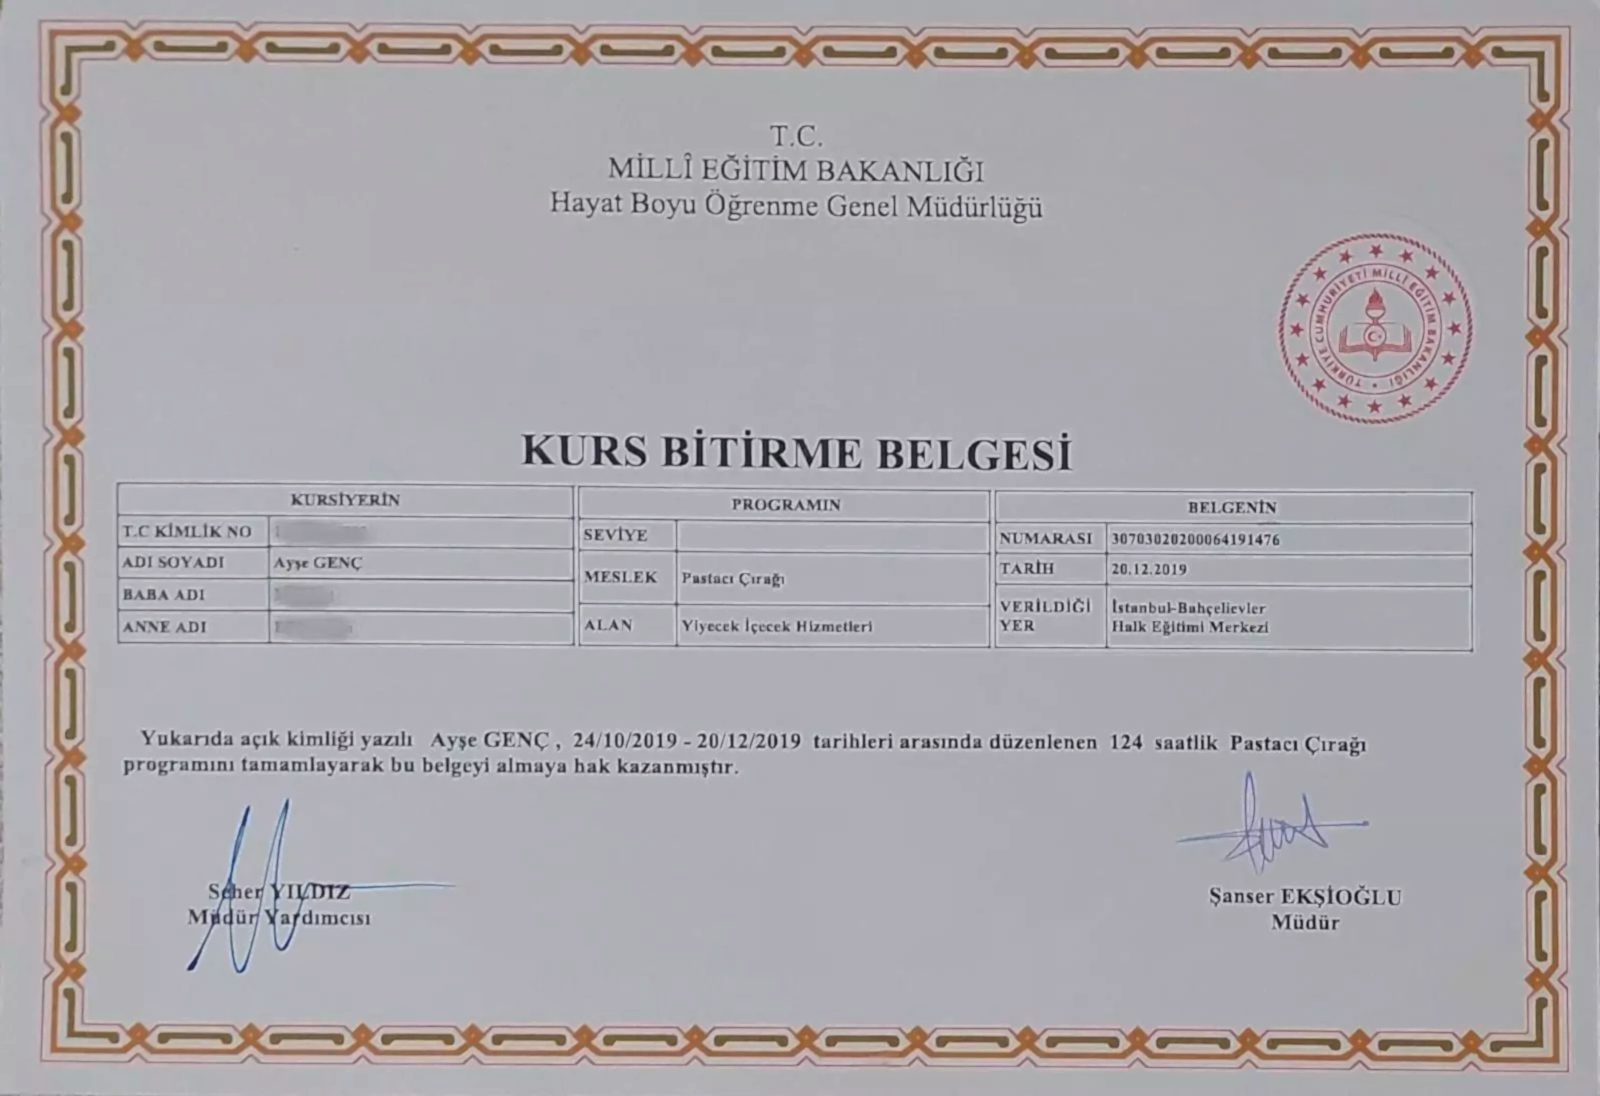 T.C.
MİLLÎ EĞİTİM BAKANLIĞI
Hayat Boyu Öğrenme Genel Müdürlüğü
TÜRKİYE CUMHURİYETİ MİLLÎ EĞİTİM BAKANLIĞI
KURS BİTİRME BELGESİ
KURSİYERİN
T.C KİMLİK NO
ADI SOYADI Ayşe GENÇ
BABA ADI
ANNE ADI
PROGRAMIN
SEVİYE
MESLEK Pastacı Çırağı
ALAN Yiyecek İçecek Hizmetleri
BELGENİN
NUMARASI 30703020200064191476
TARİH 20.12.2019
VERİLDİĞİ İstanbul-Bahçelievler
YER Halk Eğitimi Merkezi
Yukarıda açık kimliği yazılı Ayşe GENÇ , 24/10/2019 - 20/12/2019 tarihleri arasında düzenlenen 124 saatlik Pastacı Çırağı
programını tamamlayarak bu belgeyi almaya hak kazanmıştır.
Seher YILDIZ
Müdür Yardımcısı
Şanser EKŞİOĞLU
Müdür